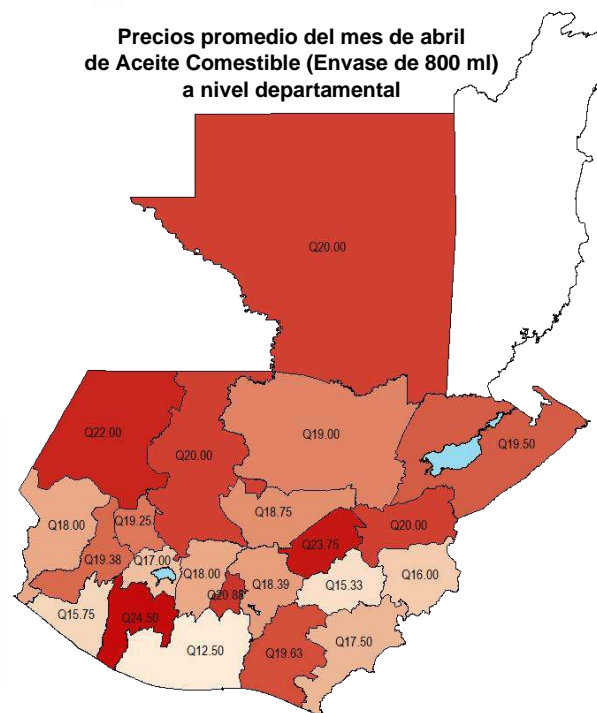 Precios promedio del mes de abril
de Aceite Comestible (Envase de 800 ml)
a nivel departamental
Q20.00
Q22.00
Q20.00
Q19.00
Q19.50
Q18.75
Q18.00
Q19.25
Q20.00
Q23.75
Q19.38
Q17.00
Q18.00
Q18.39
Q15.33
Q16.00
Q20.88
Q15.75
Q24.50
Q17.50
Q12.50
Q19.63